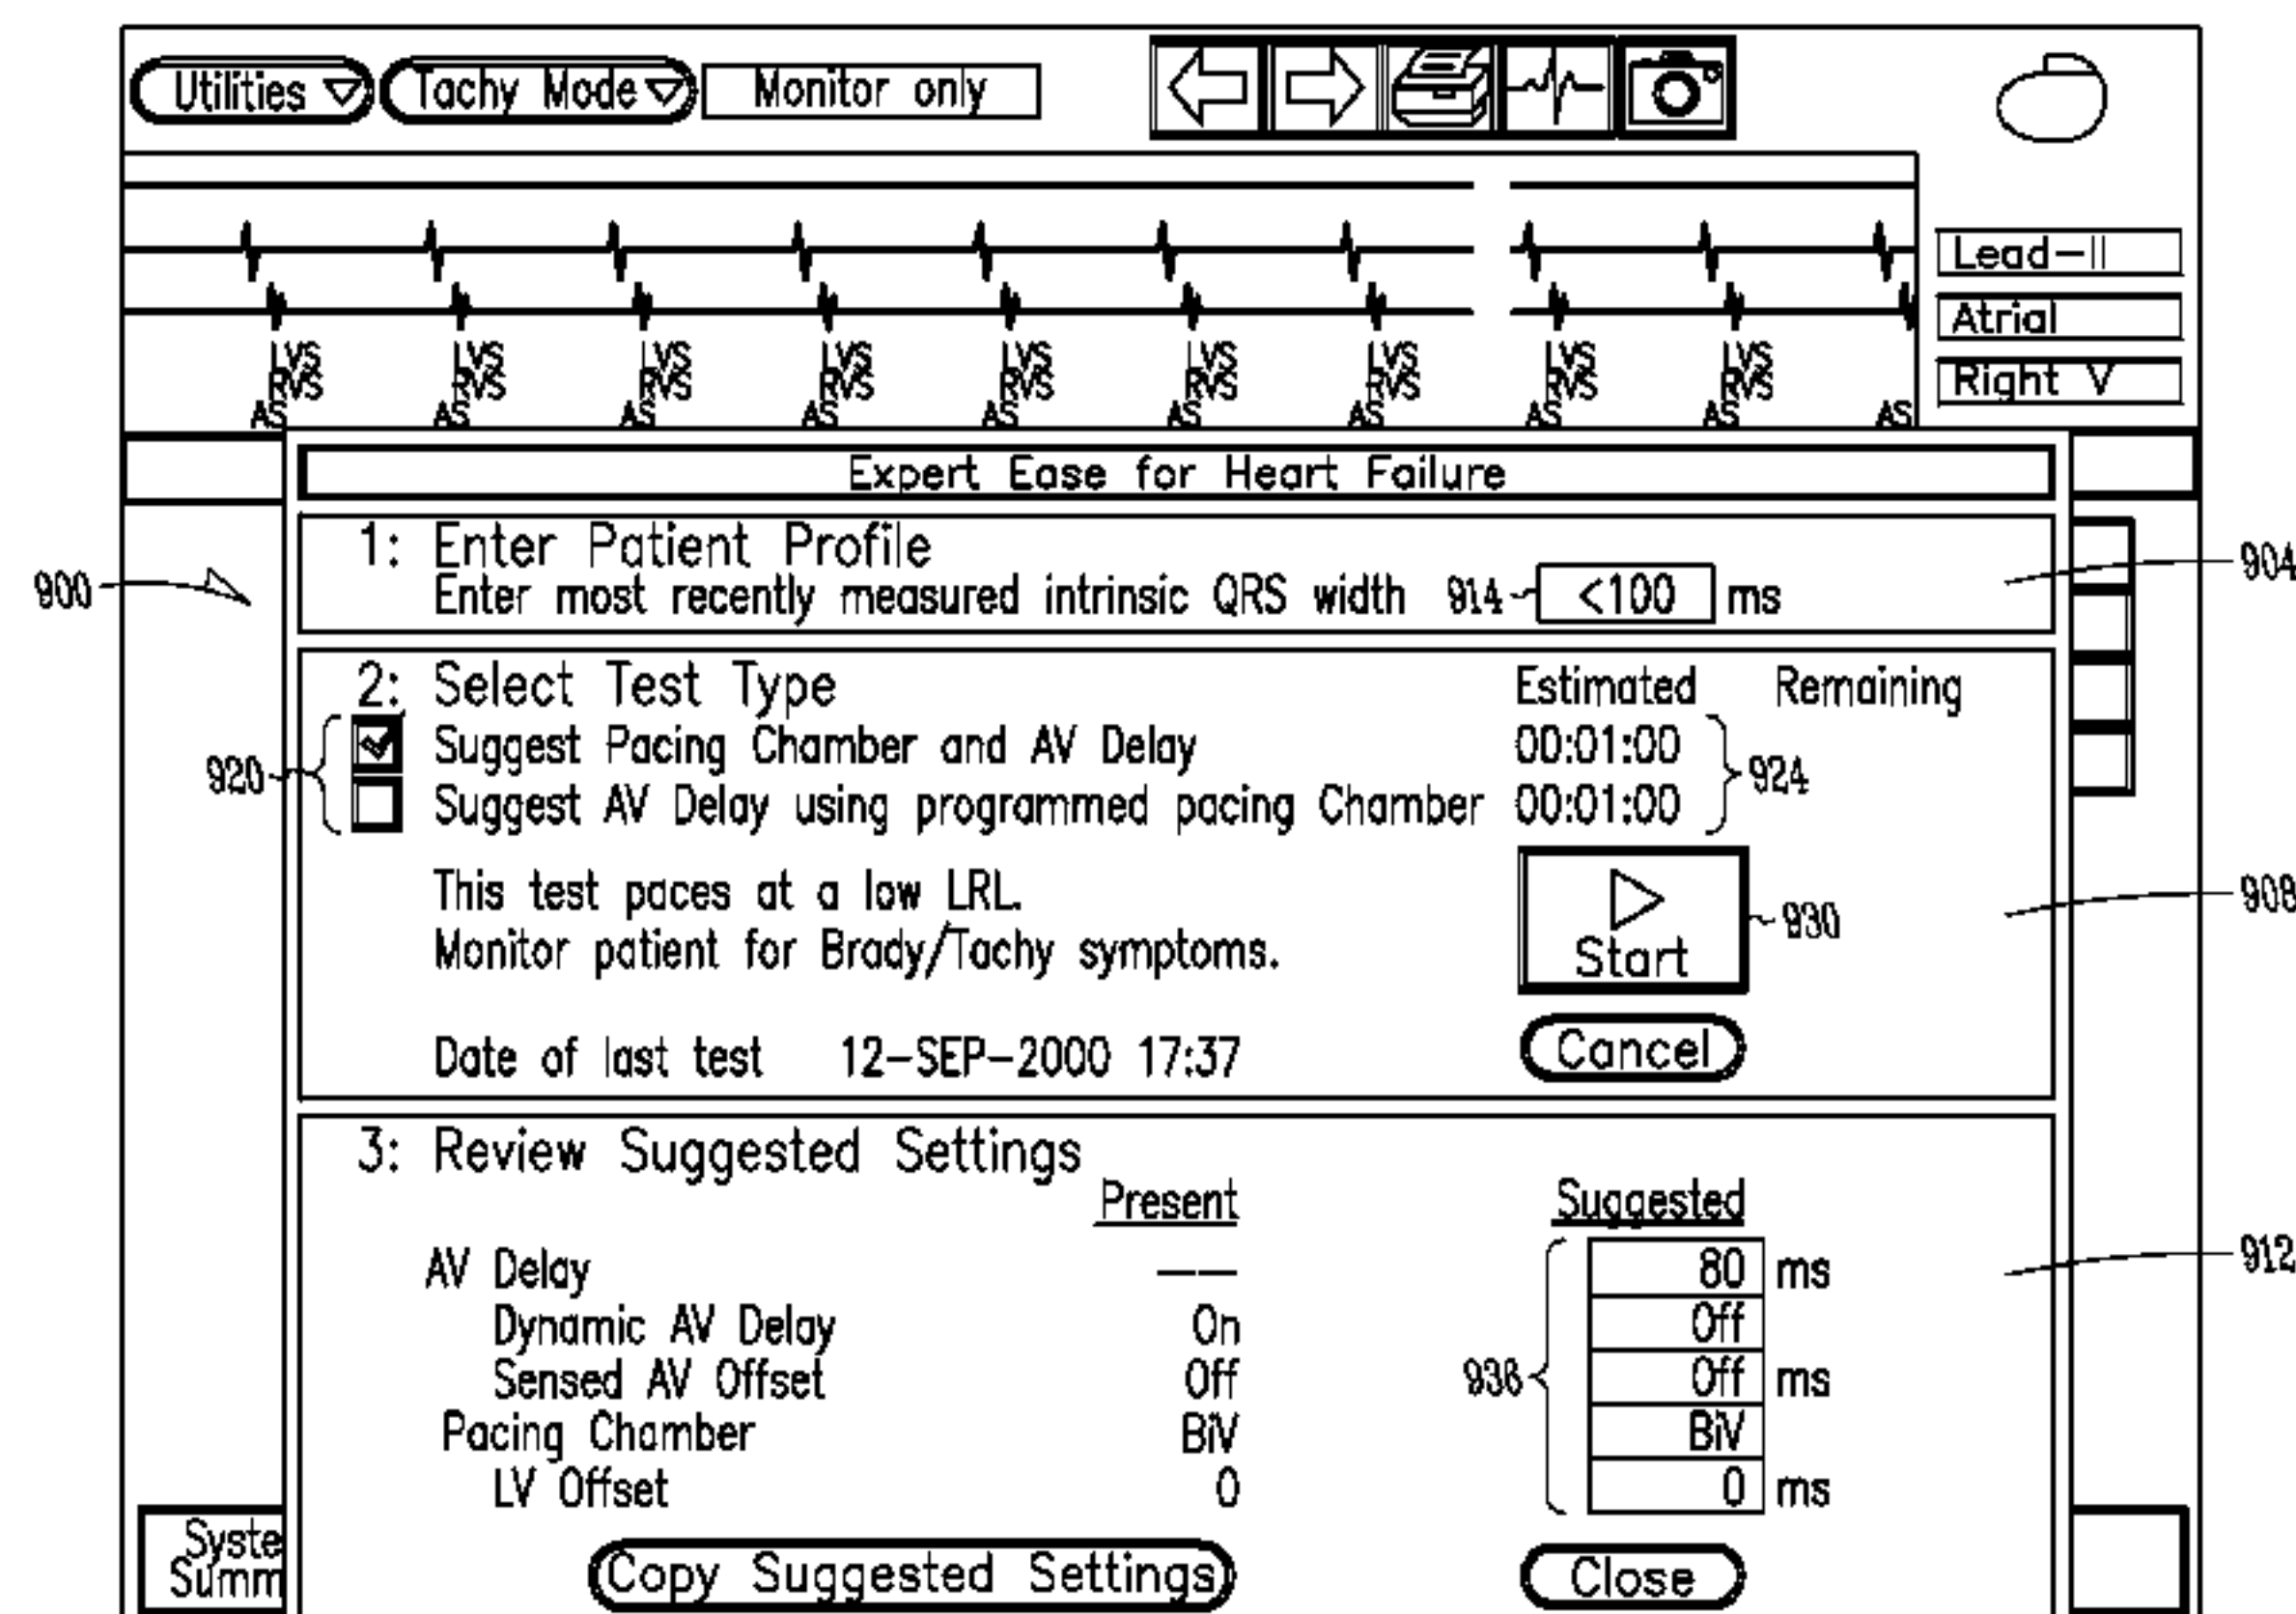 Utilities Tachy Mode Monitor only
Lead-II
Atrial
Right V
LVS LVS LVS LVS LVS LVS LVS LVS LVS
RVS RVS RVS RVS RVS RVS RVS RVS RVS
AS AS AS AS AS AS AS AS AS AS
Expert Ease for Heart Failure
1: Enter Patient Profile
900 Enter most recently measured intrinsic QRS width 914 <100 ms 904
2: Select Test Type Estimated Remaining
Suggest Pacing Chamber and AV Delay 00:01:00
920 924
Suggest AV Delay using programmed pacing Chamber 00:01:00
This test paces at a low LRL. 908
Monitor patient for Brady/Tachy symptoms. Start 930
Date of last test 12-SEP-2000 17:37 Cancel
3: Review Suggested Settings
Present Suggested
AV Delay -- 80 ms 912
Dynamic AV Delay On Off
Sensed AV Offset Off 936 Off ms
Pacing Chamber BiV BiV
LV Offset 0 0 ms
Syste
Summ
Copy Suggested Settings Close